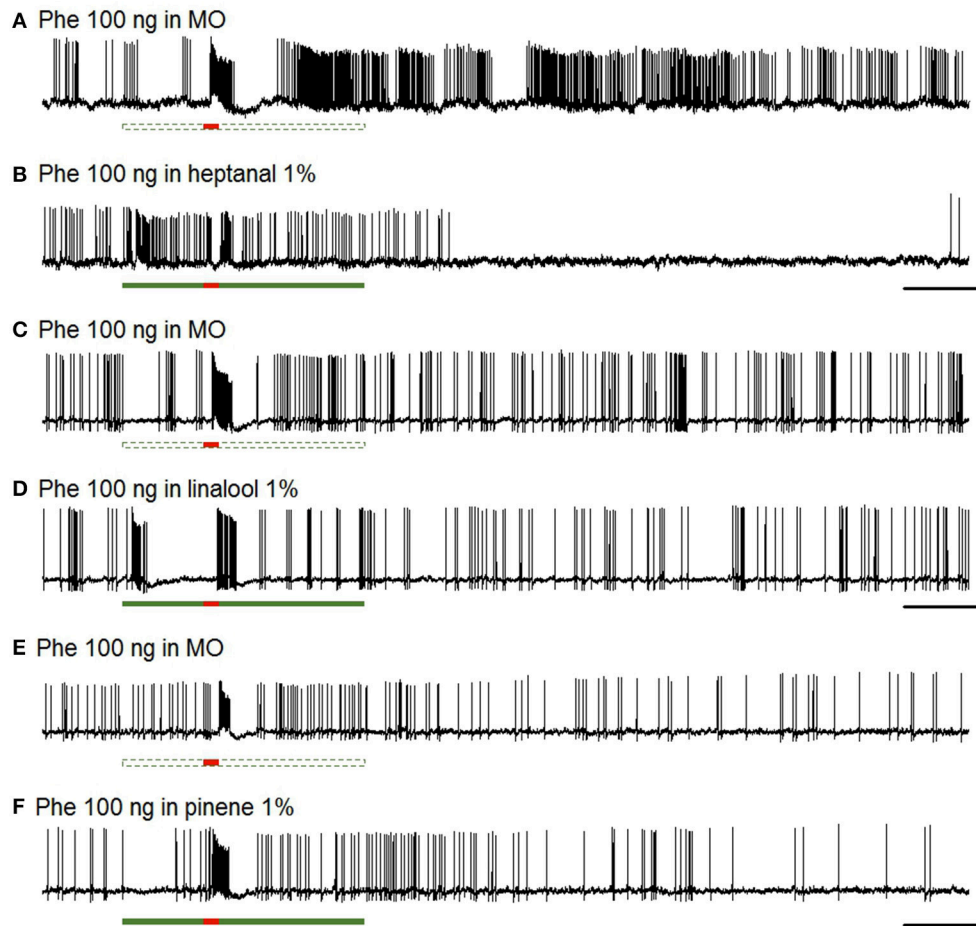 A Phe 100 ng in MO
B Phe 100 ng in heptanal 1%
C Phe 100 ng in MO
D Phe 100 ng in linalool 1%
E Phe 100 ng in MO
F Phe 100 ng in pinene 1%